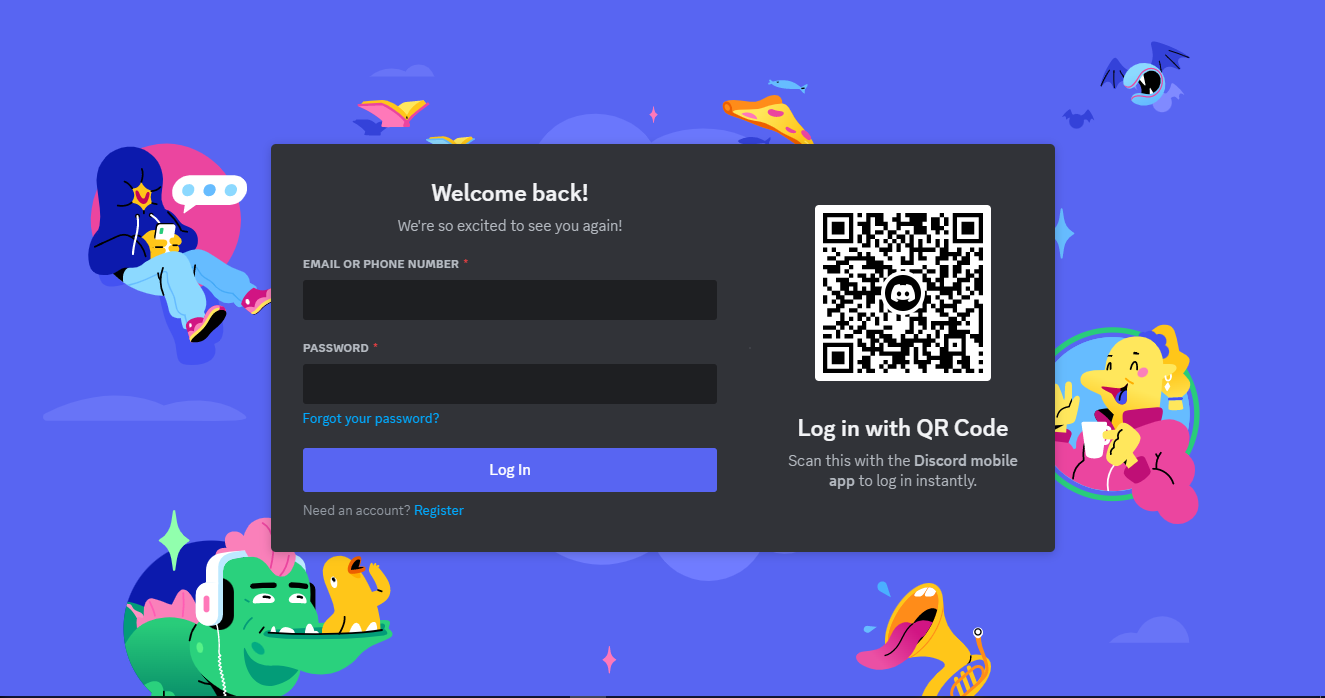 Welcome back!
We're so excited to see you again!
EMAIL OR PHONE NUMBER *
PASSWORD *
Forgot your password?
Log In
Need an account? Register
Log in with QR Code
Scan this with the Discord mobile
app to log in instantly.